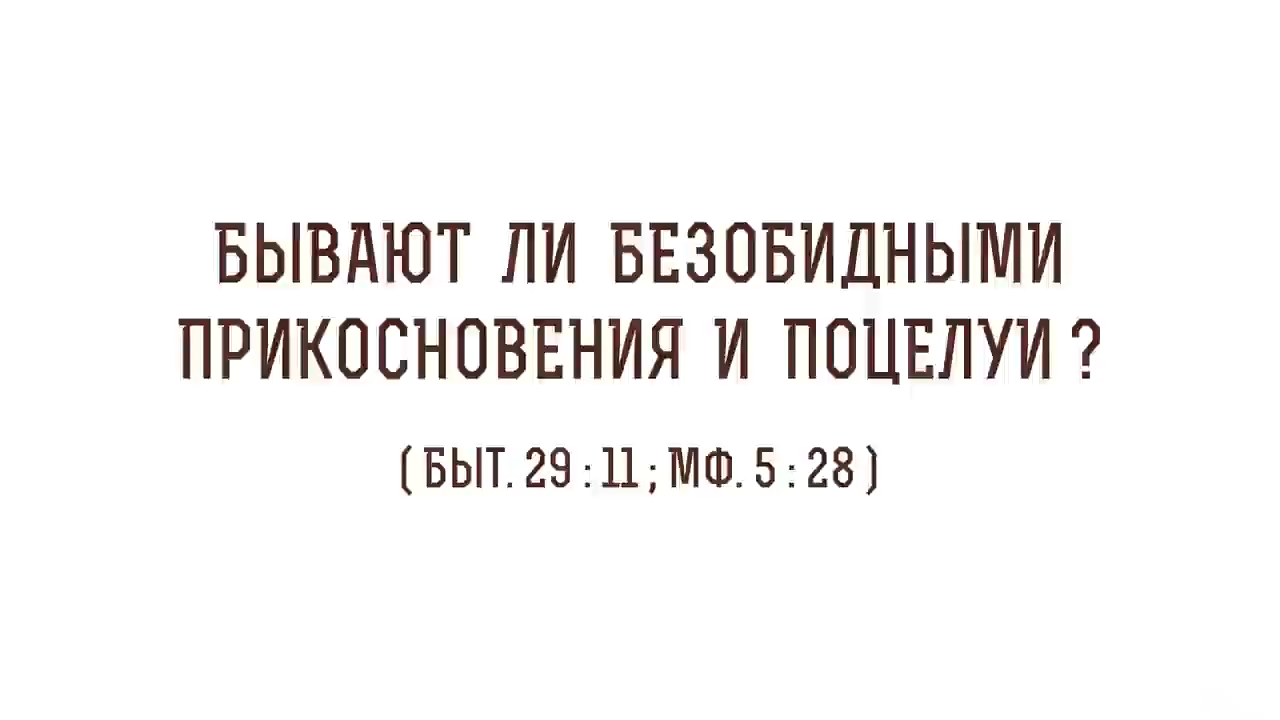 БЫВАЮТ ЛИ БЕЗОБИДНЫМИ
ПРИКОСНОВЕНИЯ И ПОЦЕЛУИ?
(БЫТ. 29:11; МФ. 5:28)